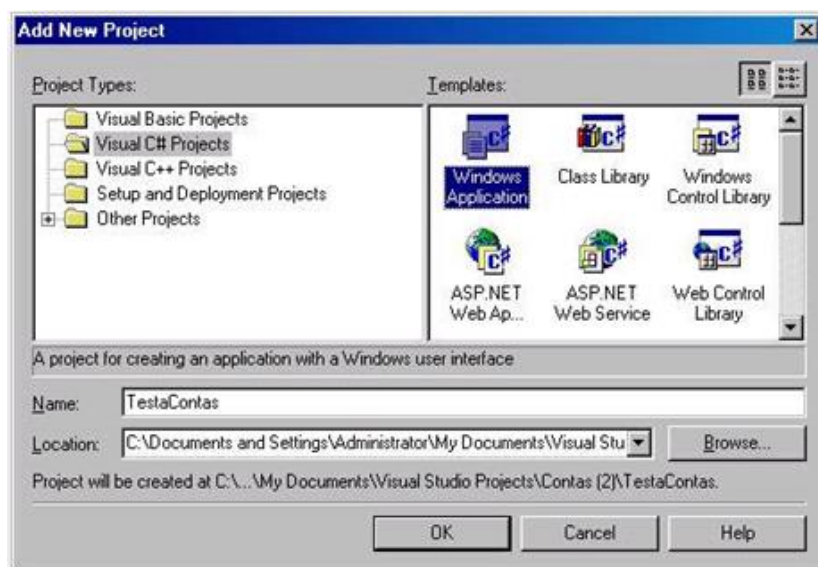 Add New Project
Project Types:
Templates:
Visual Basic Projects
Visual C# Projects
Visual C++ Projects
Setup and Deployment Projects
Other Projects
Windows Application
Class Library
Windows Control Library
ASP.NET Web Ap...
ASP.NET Web Service
Web Control Library
A project for creating an application with a Windows user interface
Name: TestaContas
Location: C:\Documents and Settings\Administrator\My Documents\Visual Stu
Browse...
Project will be created at C:\...\My Documents\Visual Studio Projects\Contas (2)\TestaContas.
OK
Cancel
Help